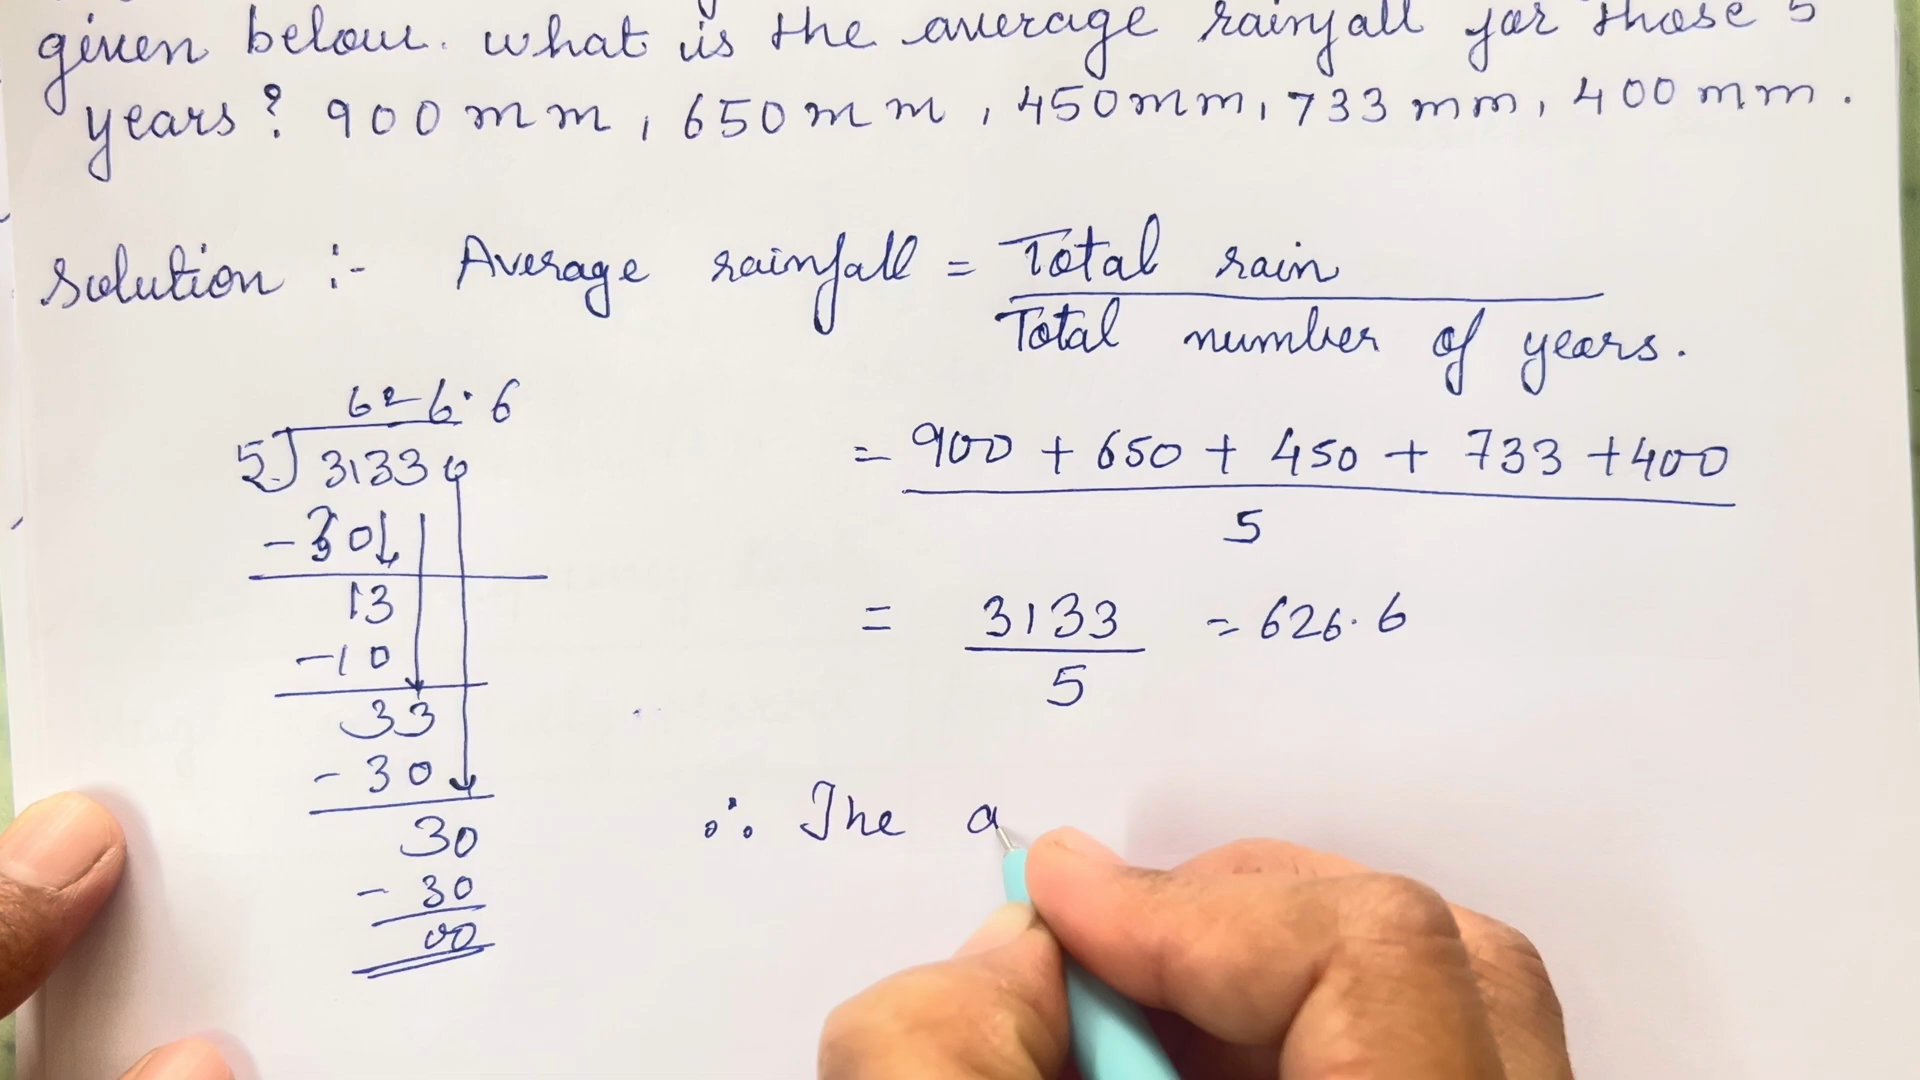 given below. what is the average rainfall for those 5
years? 900 mm, 650 mm, 450mm, 733 mm, 400 mm.
Solution :- Average rainfall = Total rain
Total number of years.
= 900 + 650 + 450 + 733 + 400
5
= 3133 = 626.6
5
626.6
5 3133 0
- 30
13
- 10
33
- 30
30
- 30
00
∴ The a